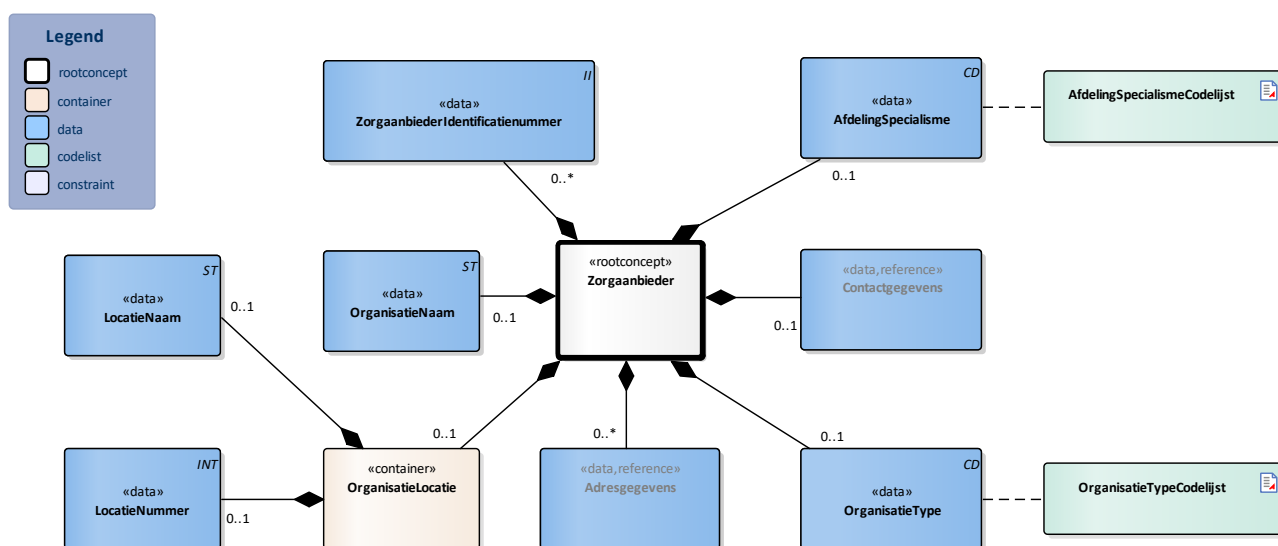 Legend
rootconcept
container
data
codelist
constraint
II
«data»
ZorgaanbiederIdentificatienummer
0..*
CD
«data»
AfdelingSpecialisme
0..1
AfdelingSpecialismeCodelijst
ST
«data»
LocatieNaam
0..1
ST
«data»
OrganisatieNaam
0..1
«rootconcept»
Zorgaanbieder
«data,reference»
Contactgegevens
0..1
INT
«data»
LocatieNummer
0..1
0..1
«container»
OrganisatieLocatie
0..*
«data,reference»
Adresgegevens
0..1
CD
«data»
OrganisatieType
OrganisatieTypeCodelijst